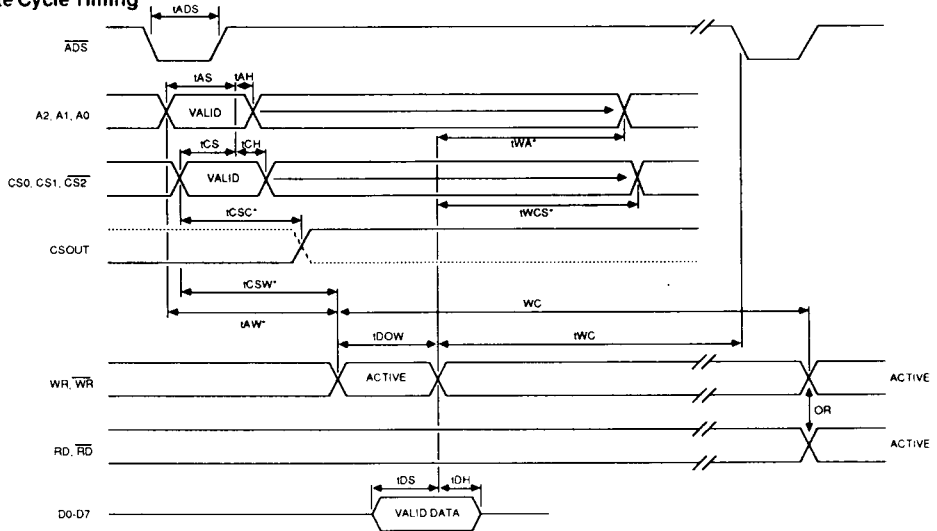 Cycle Timing
tADS
ADS
tAS tAH
A2, A1, A0 VALID
tWA*
tCS tCH
CS0, CS1, CS2 VALID
tCSC* tWCS*
CSOUT
tCSW*
tAW* WC
tDOW tWC
WR, WR ACTIVE ACTIVE
OR
RD, RD ACTIVE
tDS tDH
D0-D7 VALID DATA